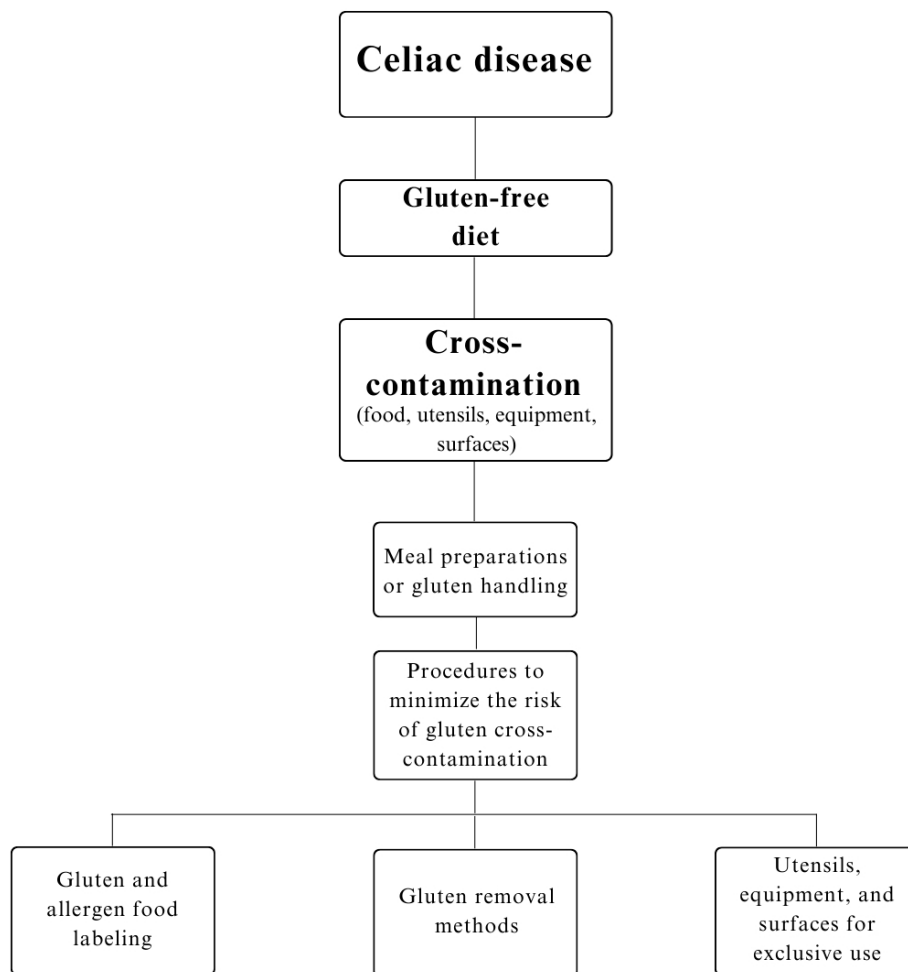 Celiac disease
Gluten-free
diet
Cross-
contamination
(food, utensils, equipment,
surfaces)
Meal preparations
or gluten handling
Procedures to
minimize the risk
of gluten cross-
contamination
Gluten and
allergen food
labeling
Gluten removal
methods
Utensils,
equipment, and
surfaces for
exclusive use